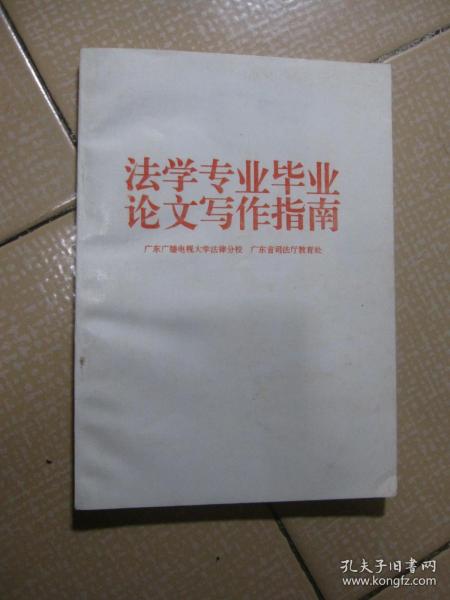 法学专业毕业
论文写作指南
广东广播电视大学法律分校 广东省司法厅教育处
孔夫子旧书网
www.kongfz.com